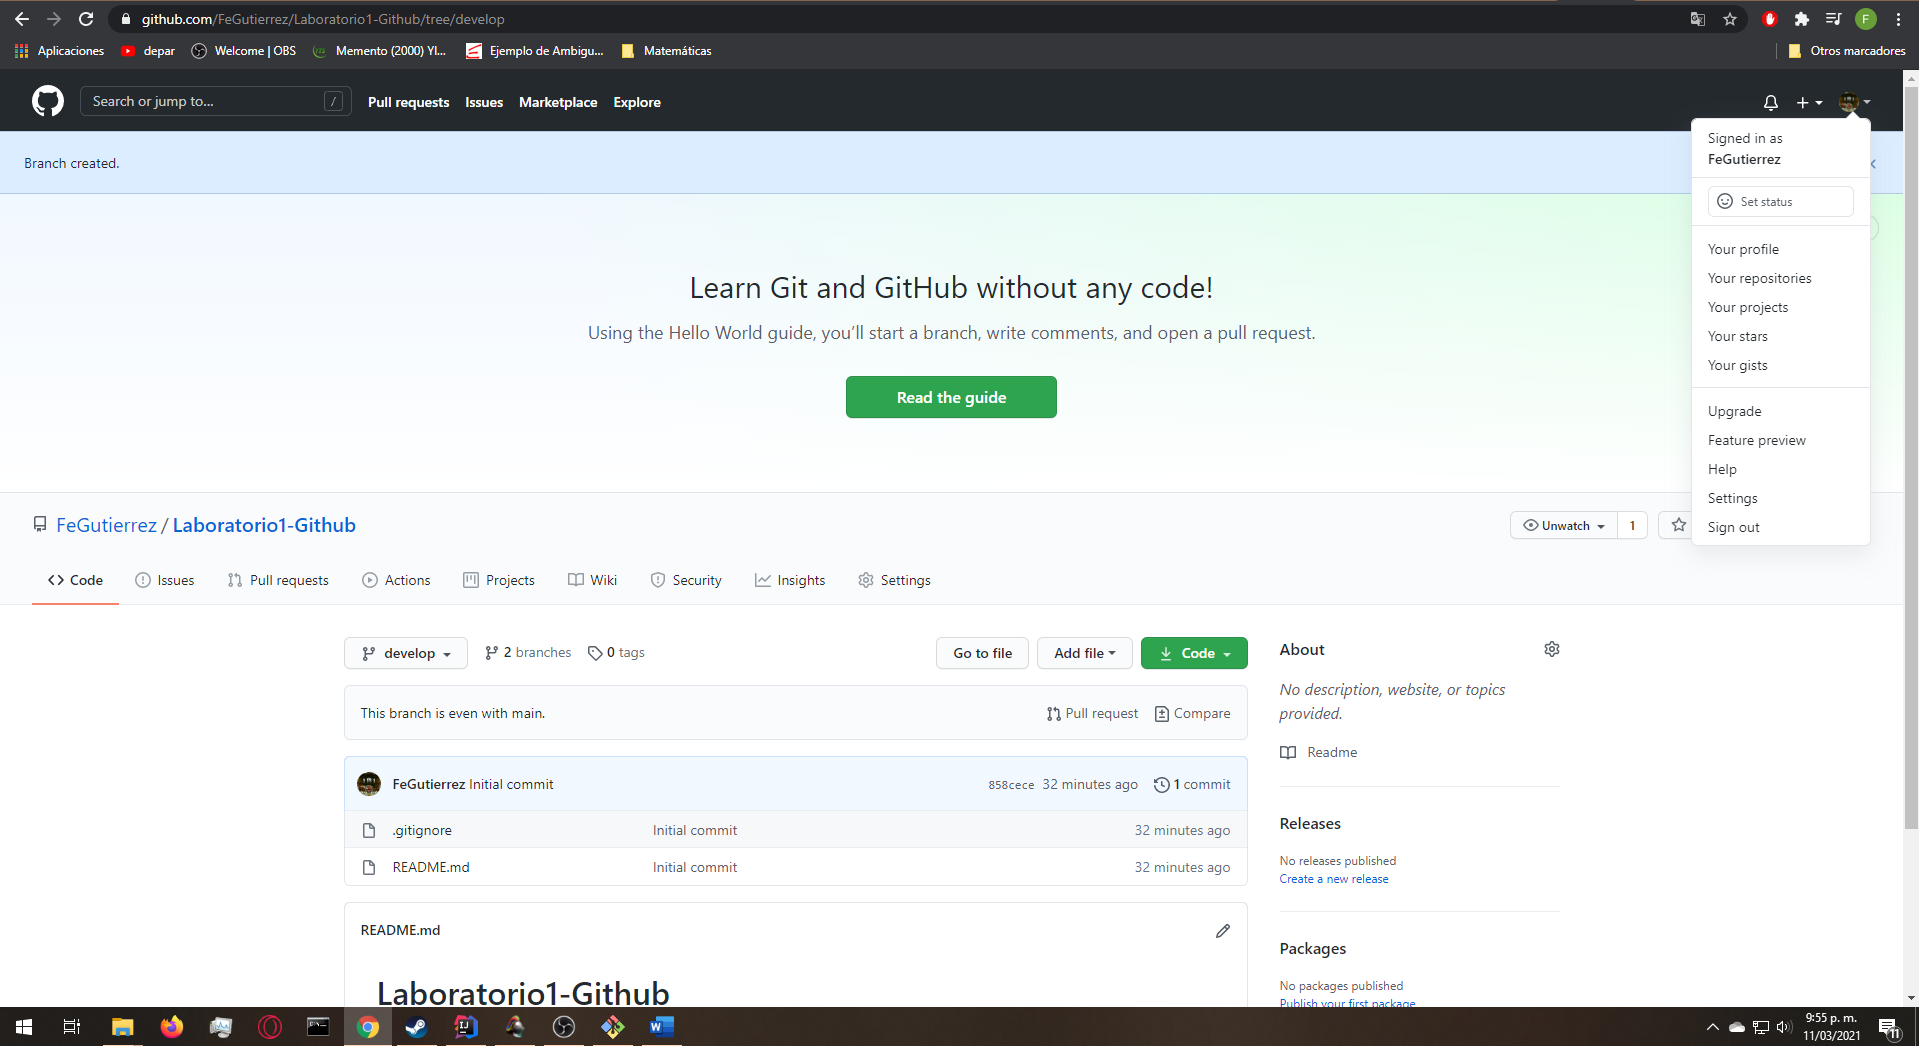 github.com/FeGutierrez/Laboratorio1-Github/tree/develop
F
Aplicaciones
depar
Welcome | OBS
Memento (2000) YI...
Ejemplo de Ambigu...
Matemáticas
Otros marcadores
Search or jump to...
/
Pull requests
Issues
Marketplace
Explore
Branch created.
Signed in as
FeGutierrez
Set status
Your profile
Your repositories
Your projects
Your stars
Your gists
Upgrade
Feature preview
Help
Settings
Sign out
Learn Git and GitHub without any code!
Using the Hello World guide, you’ll start a branch, write comments, and open a pull request.
Read the guide
FeGutierrez / Laboratorio1-Github
Unwatch
1
Code
Issues
Pull requests
Actions
Projects
Wiki
Security
Insights
Settings
develop
2 branches
0 tags
Go to file
Add file
Code
This branch is even with main.
Pull request
Compare
FeGutierrez Initial commit
858cece
32 minutes ago
1 commit
.gitignore
Initial commit
32 minutes ago
README.md
Initial commit
32 minutes ago
README.md
Laboratorio1-Github
About
No description, website, or topics
provided.
Readme
Releases
No releases published
Create a new release
Packages
No packages published
Publish your first package
9:55 p. m.
11/03/2021
11